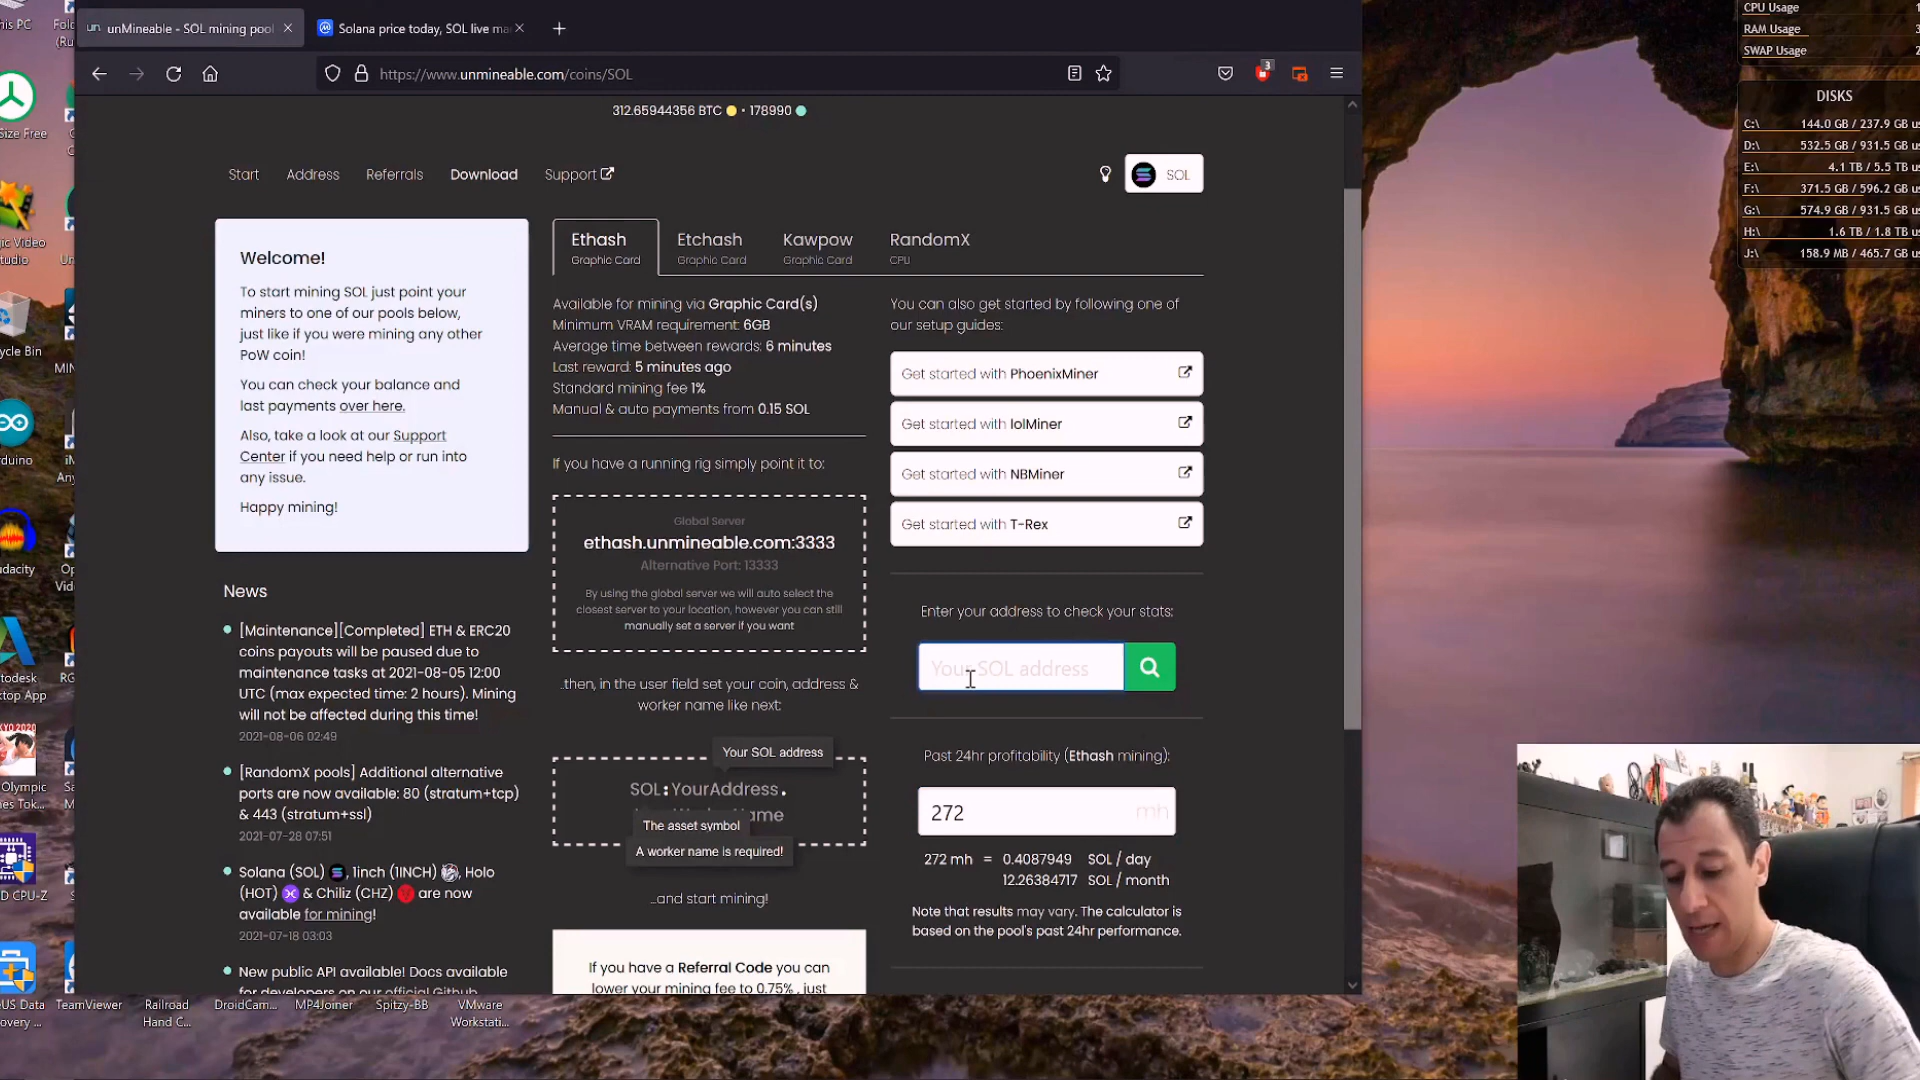 unMineable - SOL mining pool
Solana price today, SOL live ma
https://www.unmineable.com/coins/SOL
3
312.65944356 BTC • 178990
Start Address Referrals Download Support
SOL
Welcome!
To start mining SOL just point your
miners to one of our pools below,
just like if you were mining any other
PoW coin!
You can check your balance and
last payments over here.
Also, take a look at our Support
Center if you need help or run into
any issue.
Happy mining!
News
[Maintenance][Completed] ETH & ERC20
coins payouts will be paused due to
maintenance tasks at 2021-08-05 12:00
UTC (max expected time: 2 hours). Mining
will not be affected during this time!
2021-08-06 02:49
[RandomX pools] Additional alternative
ports are now available: 80 (stratum+tcp)
& 443 (stratum+ssl)
2021-07-28 07:51
Solana (SOL), 1inch (1INCH), Holo
(HOT) & Chiliz (CHZ) are now
available for mining!
2021-07-18 03:03
New public API available! Docs available
for developers on our official Github
Ethash
Graphic Card
Etchash
Graphic Card
Kawpow
Graphic Card
RandomX
CPU
Available for mining via Graphic Card(s)
Minimum VRAM requirement: 6GB
Average time between rewards: 6 minutes
Last reward: 5 minutes ago
Standard mining fee 1%
Manual & auto payments from 0.15 SOL
If you have a running rig simply point it to:
Global Server
ethash.unmineable.com:3333
Alternative Port: 13333
By using the global server we will auto select the
closest server to your location, however you can still
manually set a server if you want
..then, in the user field set your coin, address &
worker name like next:
Your SOL address
SOL:YourAddress.
The asset symbol
A worker name is required!
...and start mining!
If you have a Referral Code you can
lower your mining fee to 0.75% , just
You can also get started by following one of
our setup guides:
Get started with PhoenixMiner
Get started with lolMiner
Get started with NBMiner
Get started with T-Rex
Enter your address to check your stats:
Your SOL address
Past 24hr profitability (Ethash mining):
272 mh
272 mh = 0.4087949 SOL / day
12.26384717 SOL / month
Note that results may vary. The calculator is
based on the pool's past 24hr performance.
CPU Usage
RAM Usage
SWAP Usage
DISKS
C:\ 144.0 GB / 237.9 GB us
D:\ 532.5 GB / 931.5 GB us
E:\ 4.1 TB / 5.5 TB us
F:\ 371.5 GB / 596.2 GB us
G:\ 574.9 GB / 931.5 GB us
H:\ 1.6 TB / 1.8 TB us
J:\ 158.9 MB / 465.7 GB us
TeamViewer
Railroad
Hand C...
DroidCam...
MP4Joiner
Spitzy-BB
VMware
Workstati...